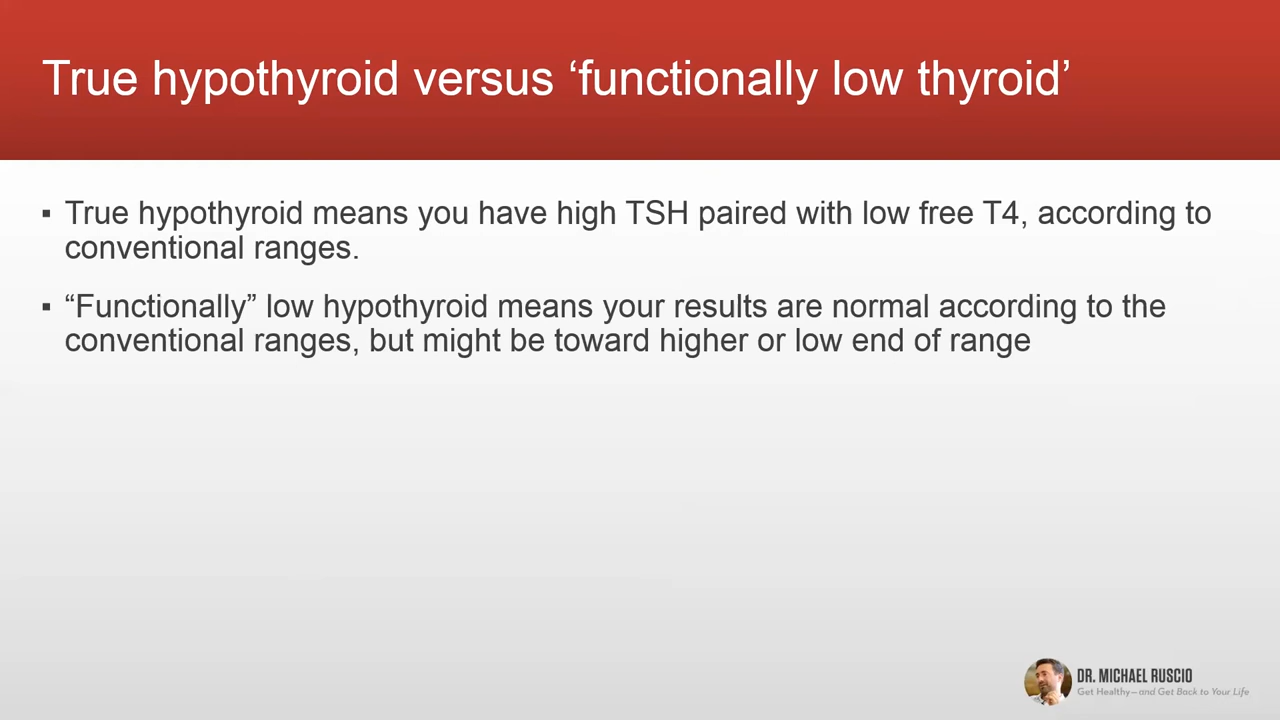 True hypothyroid versus ‘functionally low thyroid’
▪ True hypothyroid means you have high TSH paired with low free T4, according to
conventional ranges.
▪ “Functionally” low hypothyroid means your results are normal according to the
conventional ranges, but might be toward higher or low end of range
DR. MICHAEL RUSCIO
Get Healthy—and Get Back to Your Life